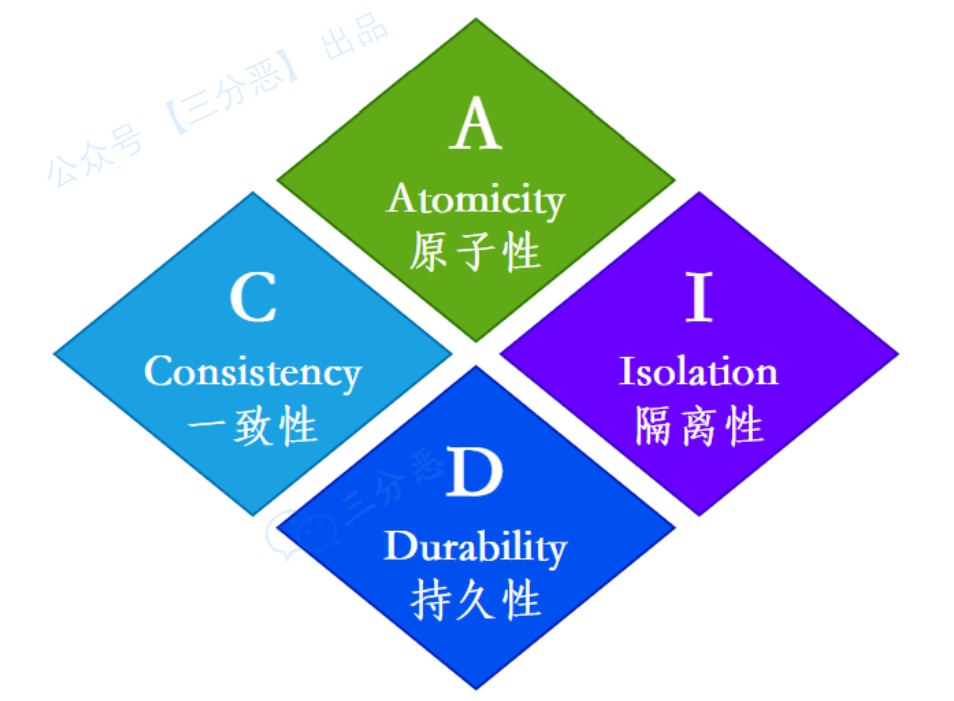 公众号【三分恶】 出品
A
Atomicity
原子性
C
Consistency
一致性
I
Isolation
隔离性
D
Durability
持久性
三分恶